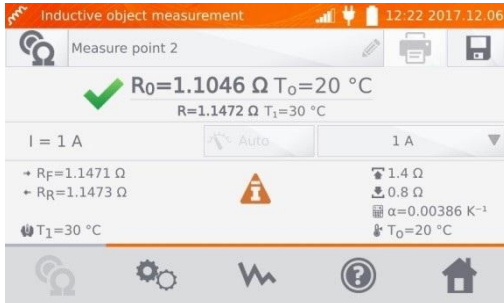 Inductive object measurement 12:22 2017.12.06
Measure point 2
R0=1.1046 Ω To=20 °C
R=1.1472 Ω T1=30 °C
I = 1 A Auto 1 A
RF=1.1471 Ω 1.4 Ω
RR=1.1473 Ω 0.8 Ω
α=0.00386 K⁻¹
T1=30 °C To=20 °C